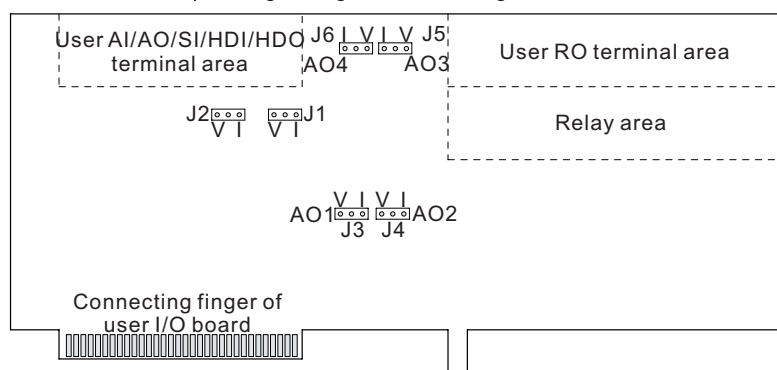 User AI/AO/SI/HDI/HDO
terminal area
J6 I V I V J5
AO4 AO3
User RO terminal area
J2 J1
V I V I
Relay area
V I V I
AO1 AO2
J3 J4
Connecting finger of
user I/O board